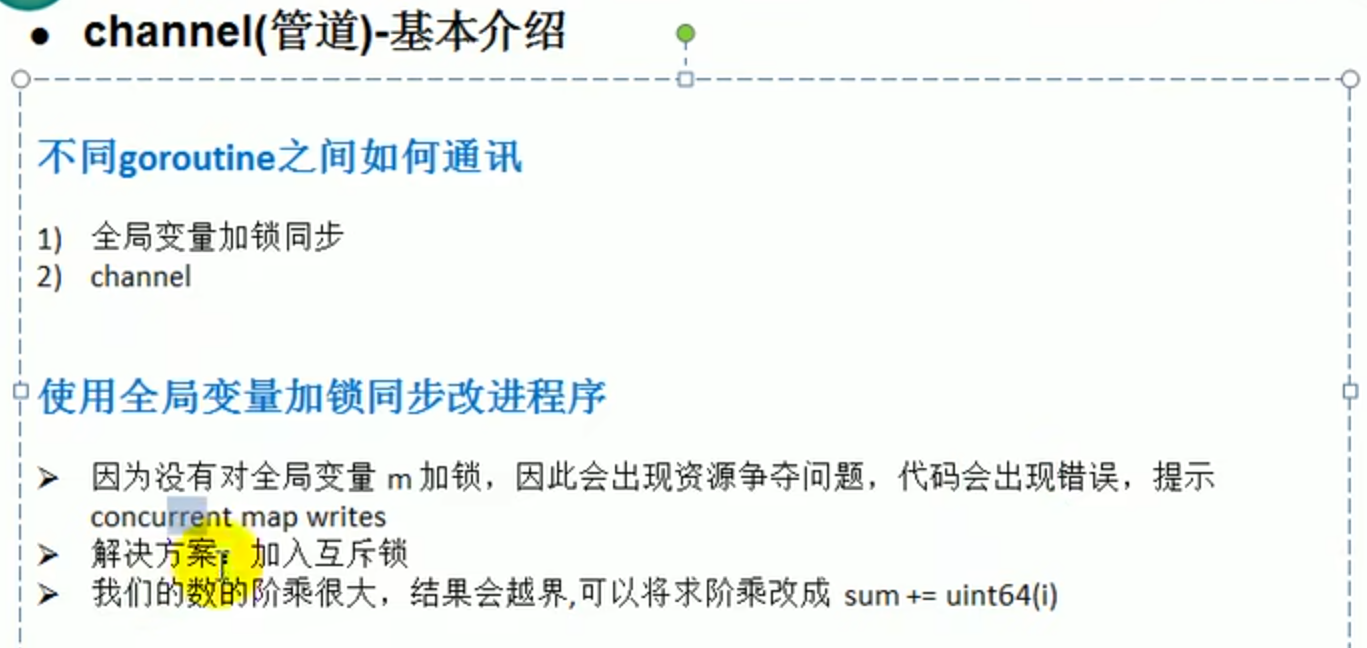 ● channel(管道)-基本介绍
不同goroutine之间如何通讯
1) 全局变量加锁同步
2) channel
使用全局变量加锁同步改进程序
➢ 因为没有对全局变量 m 加锁，因此会出现资源争夺问题，代码会出现错误，提示
concurrent map writes
➢ 解决方案：加入互斥锁
➢ 我们的数的阶乘很大，结果会越界,可以将求阶乘改成 sum += uint64(i)